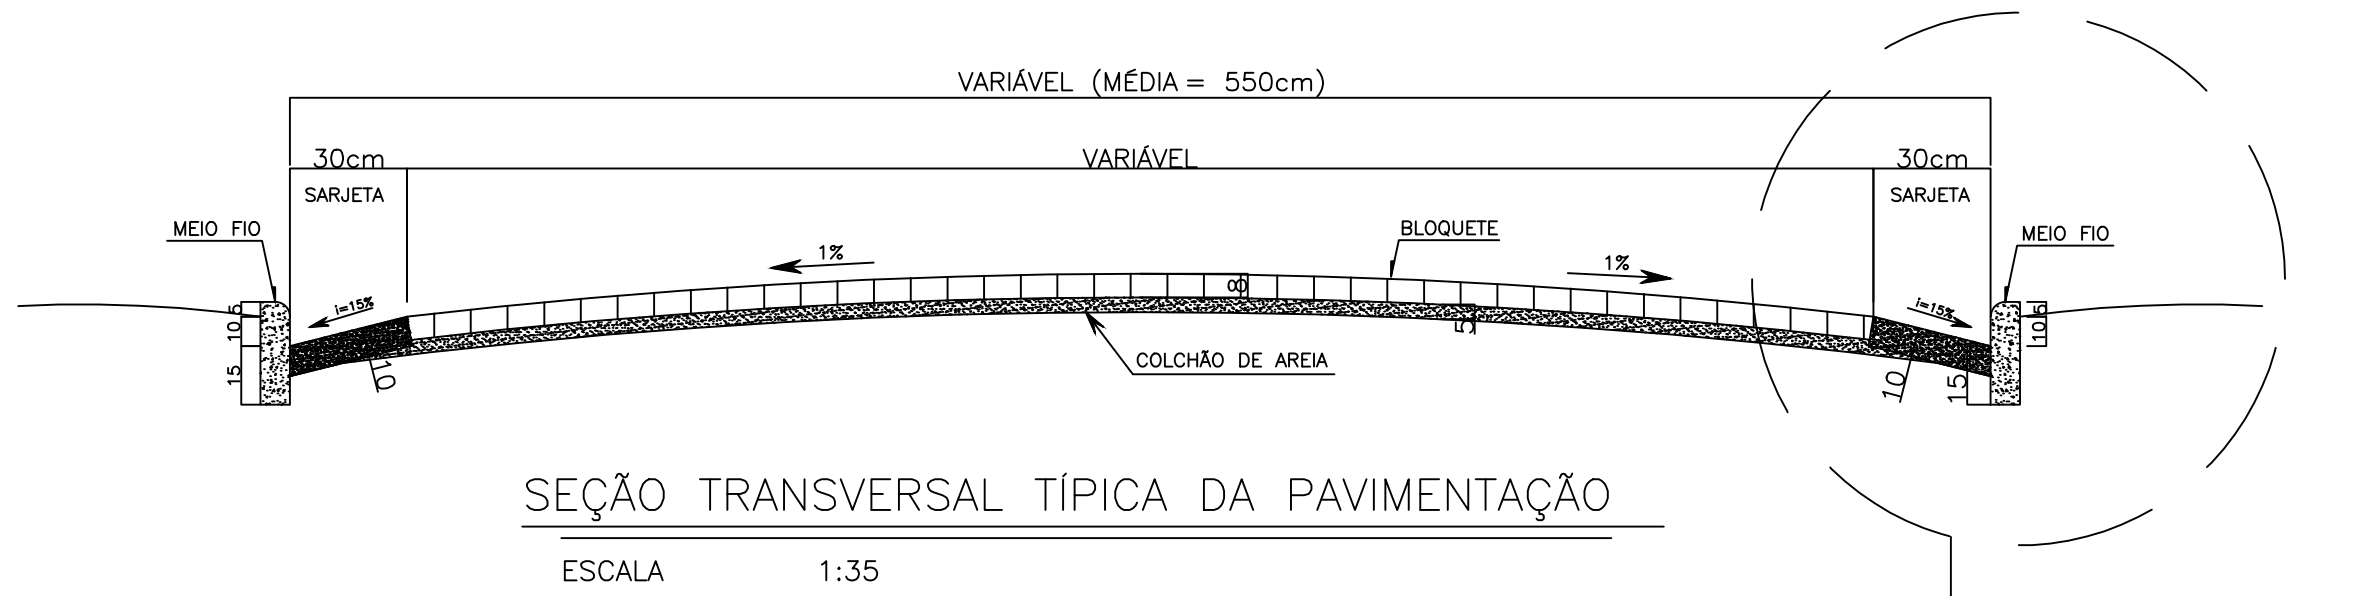 VARIÁVEL (MÉDIA = 550cm)
30cm
VARIÁVEL
30cm
SARJETA
SARJETA
MEIO FIO
BLOQUETE
MEIO FIO
1%
1%
8
i=15%
i=15%
5
10
15
5
10
5
10
COLCHÃO DE AREIA
10
15
SEÇÃO TRANSVERSAL TÍPICA DA PAVIMENTAÇÃO
ESCALA 1:35